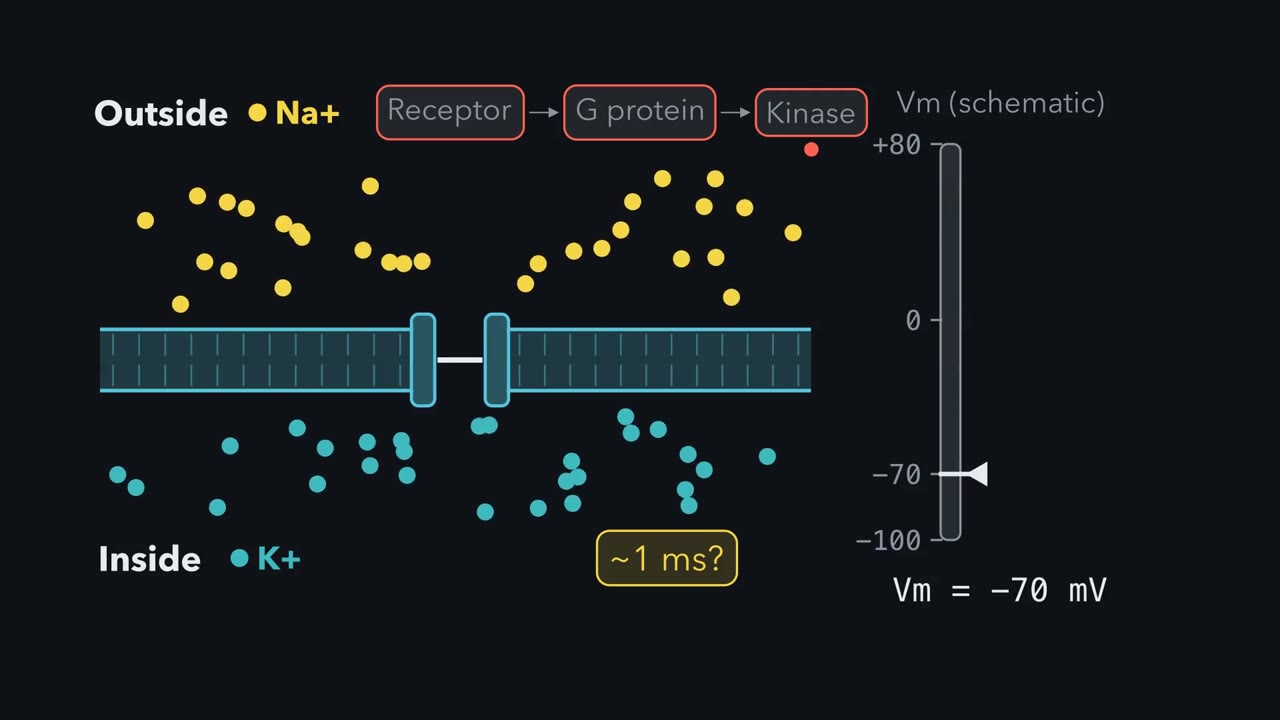 Outside Na+
Receptor
G protein
Kinase
Vm (schematic)
+80
0
−70
−100
Inside K+
~1 ms?
Vm = −70 mV